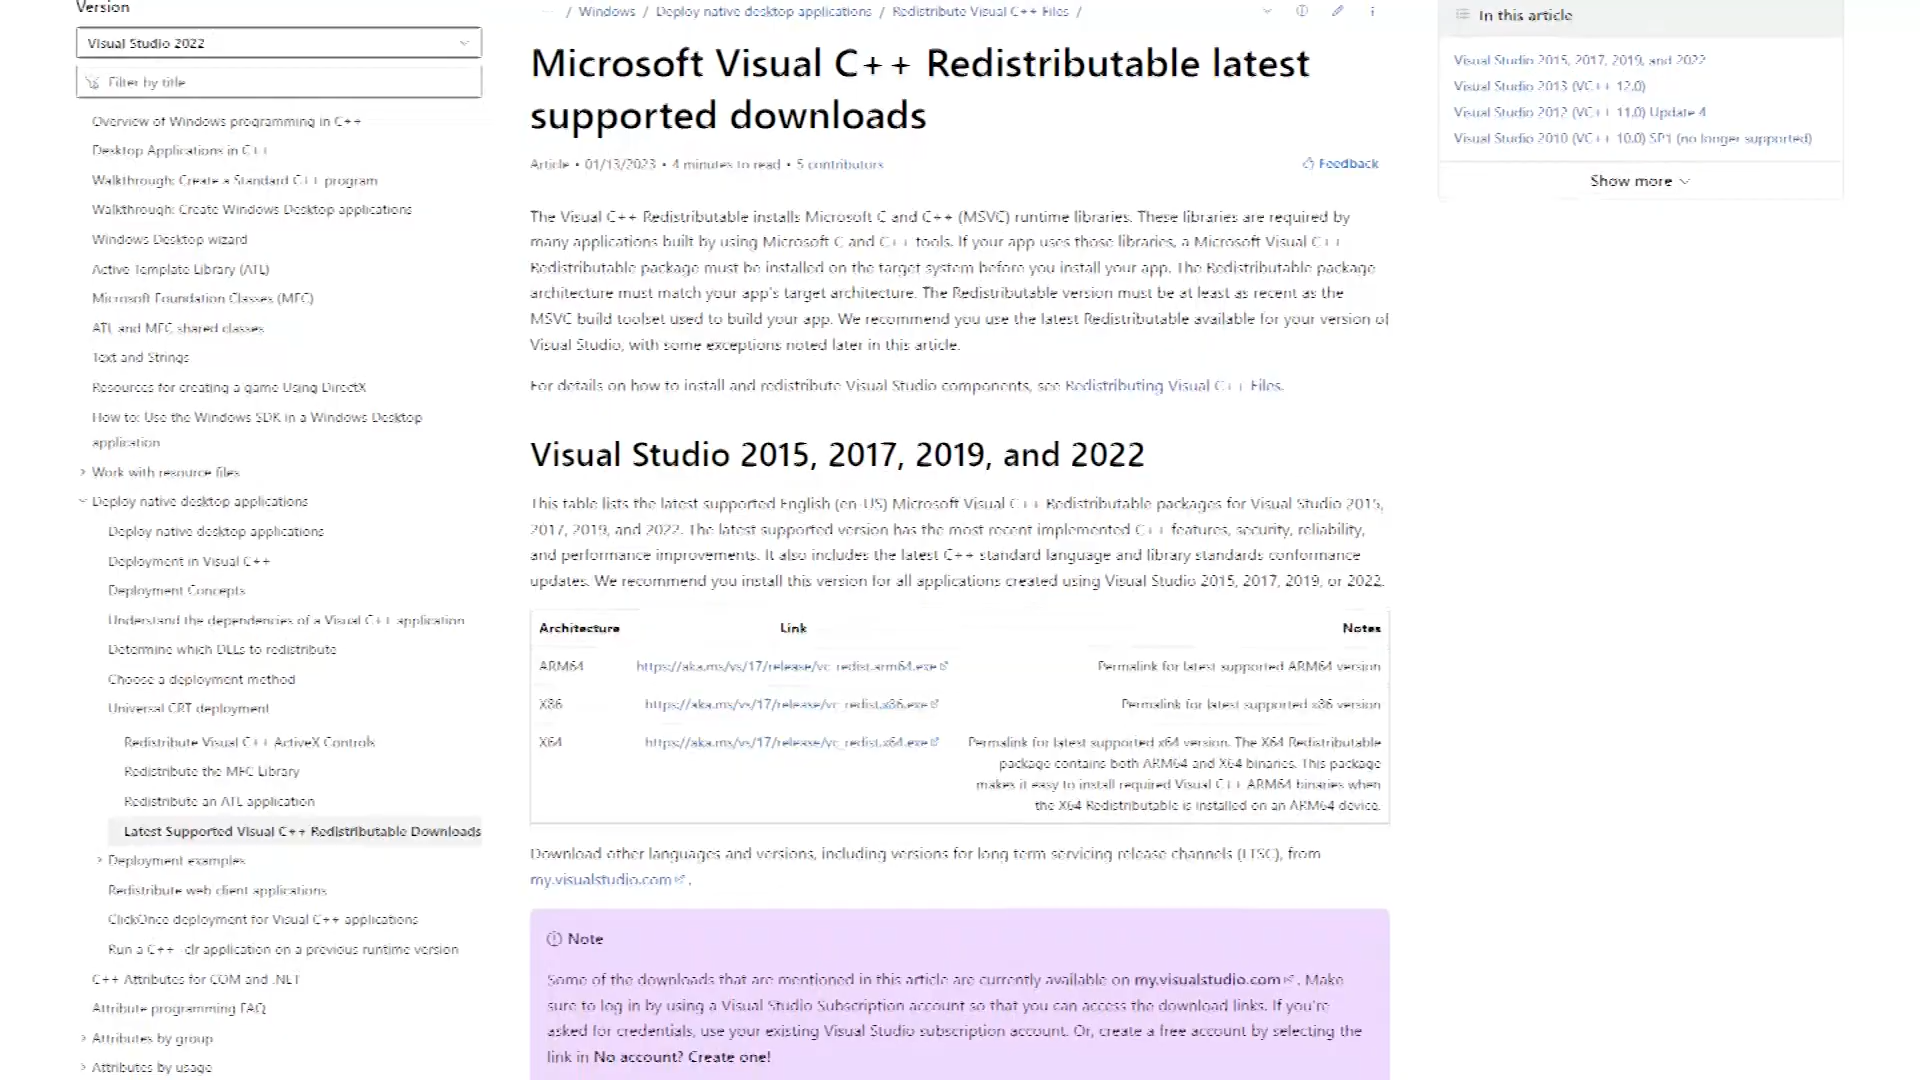 Version
Visual Studio 2022
Filter by title
Overview of Windows programming in C++
Desktop Applications in C++
Walkthrough: Create a Standard C++ program
Walkthrough: Create Windows Desktop applications
Windows Desktop wizard
Active Template Library (ATL)
Microsoft Foundation Classes (MFC)
ATL and MFC shared classes
Text and Strings
Resources for creating a game Using DirectX
How to: Use the Windows SDK in a Windows Desktop
application
Work with resource files
Deploy native desktop applications
Deploy native desktop applications
Deployment in Visual C++
Deployment Concepts
Understand the dependencies of a Visual C++ application
Determine which DLLs to redistribute
Choose a deployment method
Universal CRT deployment
Redistribute Visual C++ ActiveX Controls
Redistribute the MFC Library
Redistribute an ATL application
Latest Supported Visual C++ Redistributable Downloads
Deployment examples
Redistribute web client applications
ClickOnce deployment for Visual C++ applications
Run a C++ -clr application on a previous runtime version
C++ Attributes for COM and .NET
Attribute programming FAQ
Attributes by group
Attributes by usage
/ Windows / Deploy native desktop applications / Redistribute Visual C++ Files /
Microsoft Visual C++ Redistributable latest
supported downloads
Article • 01/13/2023 • 4 minutes to read • 5 contributors
Feedback
The Visual C++ Redistributable installs Microsoft C and C++ (MSVC) runtime libraries. These libraries are required by
many applications built by using Microsoft C and C++ tools. If your app uses those libraries, a Microsoft Visual C++
Redistributable package must be installed on the target system before you install your app. The Redistributable package
architecture must match your app's target architecture. The Redistributable version must be at least as recent as the
MSVC build toolset used to build your app. We recommend you use the latest Redistributable available for your version of
Visual Studio, with some exceptions noted later in this article.
For details on how to install and redistribute Visual Studio components, see Redistributing Visual C++ Files.
Visual Studio 2015, 2017, 2019, and 2022
This table lists the latest supported English (en-US) Microsoft Visual C++ Redistributable packages for Visual Studio 2015,
2017, 2019, and 2022. The latest supported version has the most recent implemented C++ features, security, reliability,
and performance improvements. It also includes the latest C++ standard language and library standards conformance
updates. We recommend you install this version for all applications created using Visual Studio 2015, 2017, 2019, or 2022.
Architecture Link Notes
ARM64 https://aka.ms/vs/17/release/vc_redist.arm64.exe Permalink for latest supported ARM64 version
X86 https://aka.ms/vs/17/release/vc_redist.x86.exe Permalink for latest supported x86 version
X64 https://aka.ms/vs/17/release/vc_redist.x64.exe Permalink for latest supported x64 version. The X64 Redistributable
package contains both ARM64 and X64 binaries. This package
makes it easy to install required Visual C++ ARM64 binaries when
the X64 Redistributable is installed on an ARM64 device.
Download other languages and versions, including versions for long term servicing release channels (LTSC), from
my.visualstudio.com.
Note
Some of the downloads that are mentioned in this article are currently available on my.visualstudio.com. Make
sure to log in by using a Visual Studio Subscription account so that you can access the download links. If you're
asked for credentials, use your existing Visual Studio subscription account. Or, create a free account by selecting the
link in No account? Create one!
In this article
Visual Studio 2015, 2017, 2019, and 2022
Visual Studio 2013 (VC++ 12.0)
Visual Studio 2012 (VC++ 11.0) Update 4
Visual Studio 2010 (VC++ 10.0) SP1 (no longer supported)
Show more